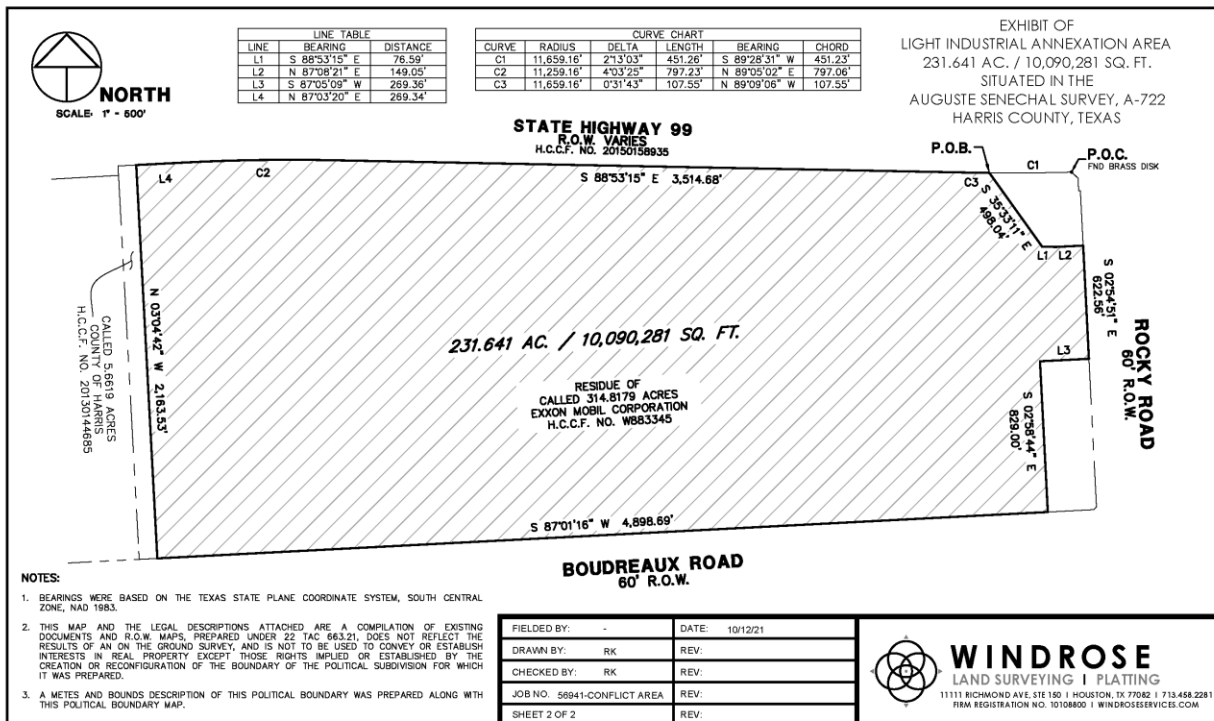 EXHIBIT OF
LIGHT INDUSTRIAL ANNEXATION AREA
231.641 AC. / 10,090,281 SQ. FT.
SITUATED IN THE
AUGUSTE SENECHAL SURVEY, A-722
HARRIS COUNTY, TEXAS
NORTH
SCALE: 1" - 500'
LINE TABLE
LINE BEARING DISTANCE
L1 S 88°53'15" E 76.59'
L2 N 87°08'21" E 149.05'
L3 S 87°05'09" W 269.36'
L4 N 87°03'20" E 269.34'
CURVE CHART
CURVE RADIUS DELTA LENGTH BEARING CHORD
C1 11,659.16' 2°13'03" 451.26' S 89°28'31" W 451.23'
C2 11,259.16' 4°03'25" 797.23' N 89°05'02" E 797.06'
C3 11,659.16' 0°31'43" 107.55' N 89°09'06" W 107.55'
STATE HIGHWAY 99
R.O.W. VARIES
H.C.C.F. NO. 20150158935
P.O.B.
C1
P.O.C.
FND BRASS DISK
L4
C2
S 88°53'15" E 3,514.68'
C3
S 35°33'11" E
498.04'
L1 L2
S 02°54'51" E
622.56'
ROCKY ROAD
60' R.O.W.
L3
S 02°58'44" E
829.00'
N 03°04'42" W 2,163.53'
CALLED 5.6619 ACRES
COUNTY OF HARRIS
H.C.C.F. NO. 20130144685
231.641 AC. / 10,090,281 SQ. FT.
RESIDUE OF
CALLED 314.8179 ACRES
EXXON MOBIL CORPORATION
H.C.C.F. NO. W883345
S 87°01'16" W 4,898.69'
BOUDREAUX ROAD
60' R.O.W.
NOTES:
1. BEARINGS WERE BASED ON THE TEXAS STATE PLANE COORDINATE SYSTEM, SOUTH CENTRAL
ZONE, NAD 1983.
2. THIS MAP AND THE LEGAL DESCRIPTIONS ATTACHED ARE A COMPILATION OF EXISTING
DOCUMENTS AND R.O.W. MAPS, PREPARED UNDER 22 TAC 663.21, DOES NOT REFLECT THE
RESULTS OF AN ON THE GROUND SURVEY, AND IS NOT TO BE USED TO CONVEY OR ESTABLISH
INTERESTS IN REAL PROPERTY EXCEPT THOSE RIGHTS IMPLIED OR ESTABLISHED BY THE
CREATION OR RECONFIGURATION OF THE BOUNDARY OF THE POLITICAL SUBDIVISION FOR WHICH
IT WAS PREPARED.
3. A METES AND BOUNDS DESCRIPTION OF THIS POLITICAL BOUNDARY WAS PREPARED ALONG WITH
THIS POLITICAL BOUNDARY MAP.
FIELDED BY: - DATE: 10/12/21
DRAWN BY: RK REV:
CHECKED BY: RK REV:
JOB NO. 56941-CONFLICT AREA REV:
SHEET 2 OF 2 REV:
WINDROSE
LAND SURVEYING | PLATTING
11111 RICHMOND AVE, STE 150 | HOUSTON, TX 77082 | 713.458.2281
FIRM REGISTRATION NO. 10108800 | WINDROSESERVICES.COM